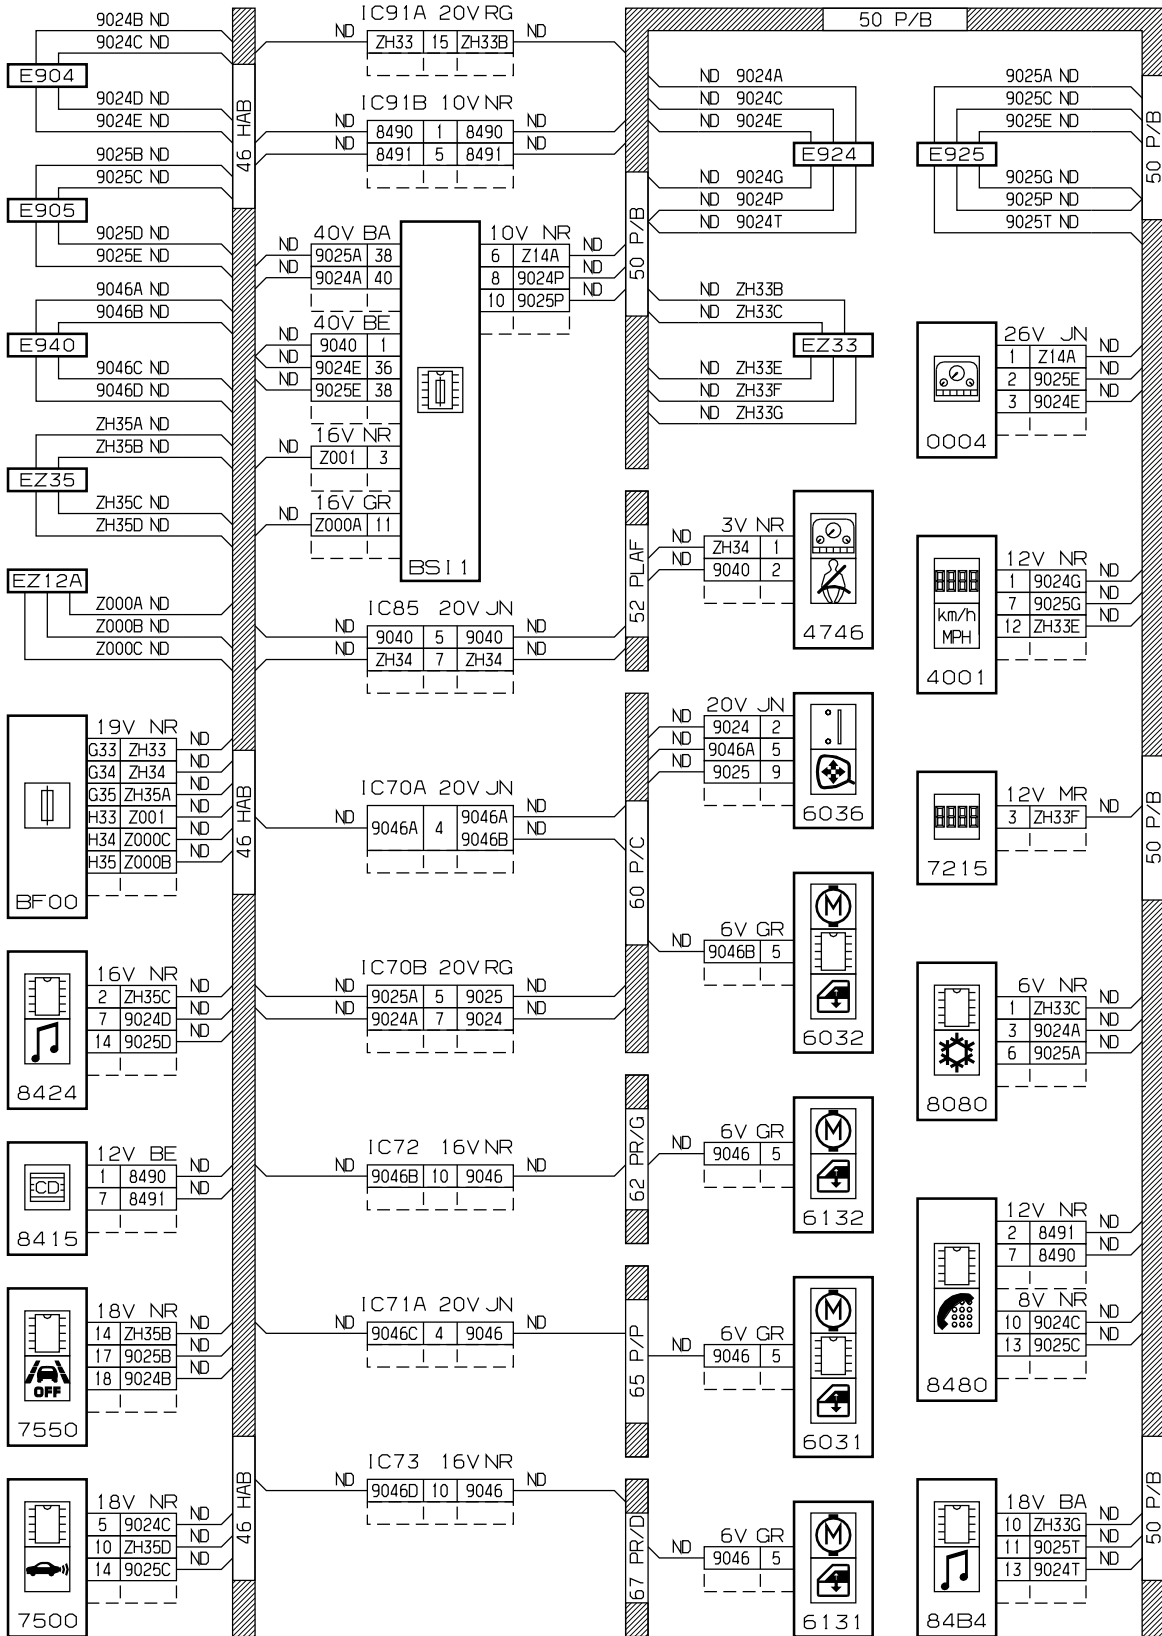 9024B ND
9024C ND
E904
9024D ND
9024E ND
9025B ND
9025C ND
E905
9025D ND
9025E ND
9046A ND
9046B ND
E940
9046C ND
9046D ND
ZH35A ND
ZH35B ND
EZ35
ZH35C ND
ZH35D ND
EZ12A
Z000A ND
Z000B ND
Z000C ND
19V NR
G33 ZH33 ND
G34 ZH34 ND
G35 ZH35A ND
H33 Z001 ND
H34 Z000C ND
H35 Z000B ND
BF00
16V NR
2 ZH35C ND
7 9024D ND
14 9025D ND
8424
12V BE
1 8490 ND
7 8491 ND
CD
8415
18V NR
14 ZH35B ND
17 9025B ND
18 9024B ND
OFF
7550
18V NR
5 9024C ND
10 ZH35D ND
14 9025C ND
7500
46 HAB
46 HAB
46 HAB
IC91A 20V RG
ND ZH33 15 ZH33B ND
IC91B 10V NR
ND 8490 1 8490 ND
ND 8491 5 8491 ND
40V BA
ND 9025A 38
ND 9024A 40
40V BE
ND 9040 1
ND 9024E 36
ND 9025E 38
16V NR
ND Z001 3
16V GR
ND Z000A 11
BSI1
10V NR
6 Z14A ND
8 9024P ND
10 9025P ND
IC85 20V JN
ND 9040 5 9040 ND
ND ZH34 7 ZH34 ND
IC70A 20V JN
ND 9046A 4 9046A ND
9046B ND
IC70B 20V RG
ND 9025A 5 9025 ND
ND 9024A 7 9024 ND
IC72 16V NR
ND 9046B 10 9046 ND
IC71A 20V JN
ND 9046C 4 9046 ND
IC73 16V NR
ND 9046D 10 9046 ND
50 P/B
50 P/B
52 PLAF
60 P/C
62 PR/G
65 P/P
67 PR/D
ND 9024A
ND 9024C
ND 9024E
E924
ND 9024G
ND 9024P
ND 9024T
ND ZH33B
ND ZH33C
EZ33
ND ZH33E
ND ZH33F
ND ZH33G
3V NR
ND ZH34 1
ND 9040 2
4746
20V JN
ND 9024 2
ND 9046A 5
ND 9025 9
6036
6V GR
ND 9046B 5
M
6032
6V GR
ND 9046 5
M
6132
6V GR
ND 9046 5
M
6031
6V GR
ND 9046 5
M
6131
9025A ND
9025C ND
9025E ND
E925
9025G ND
9025P ND
9025T ND
26V JN
1 Z14A ND
2 9025E ND
3 9024E ND
0004
12V NR
1 9024G ND
7 9025G ND
12 ZH33E ND
km/h
MPH
4001
12V MR
3 ZH33F ND
7215
6V NR
1 ZH33C ND
3 9024A ND
6 9025A ND
8080
12V NR
2 8491 ND
7 8490 ND
8V NR
10 9024C ND
13 9025C ND
8480
18V BA
10 ZH33G ND
11 9025T ND
13 9024T ND
84B4
50 P/B
50 P/B
50 P/B